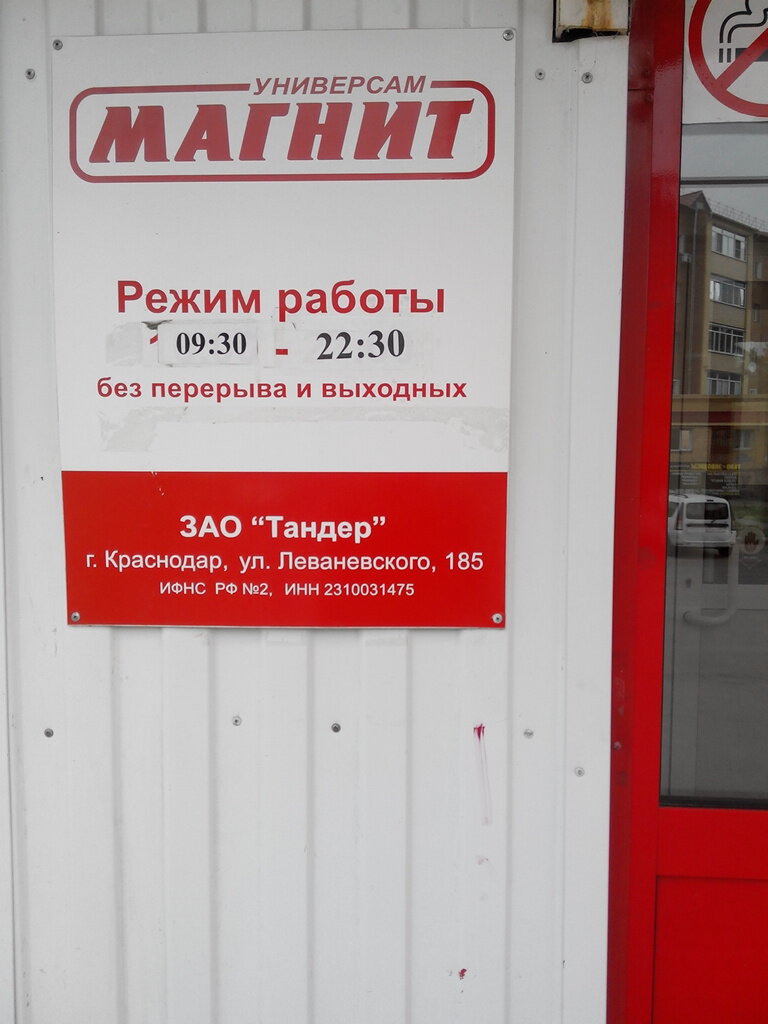 УНИВЕРСАМ
МАГНИТ
Режим работы
09:30 - 22:30
без перерыва и выходных
ЗАО “Тандер”
г. Краснодар, ул. Леваневского, 185
ИФНС РФ №2, ИНН 2310031475